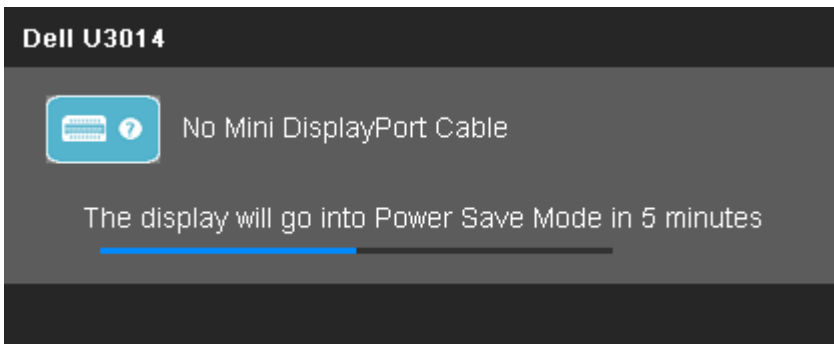 Dell U3014
No Mini DisplayPort Cable
The display will go into Power Save Mode in 5 minutes